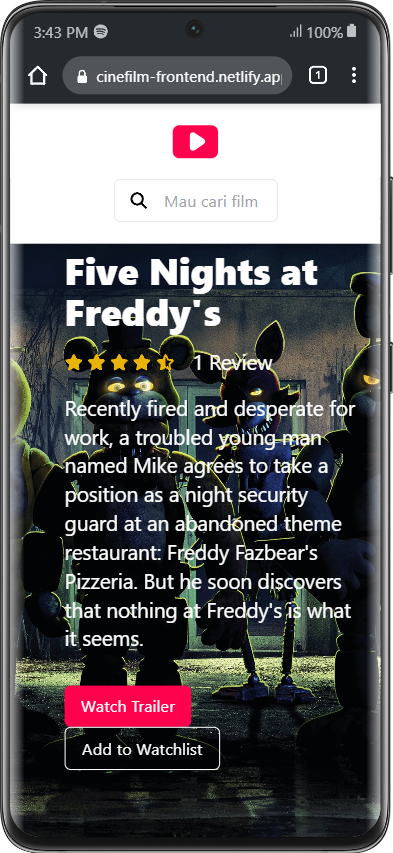 3:43 PM 100%
cinefilm-frontend.netlify.ap
1
Mau cari film
Five Nights at
Freddy's
1 Review
Recently fired and desperate for
work, a troubled young man
named Mike agrees to take a
position as a night security
guard at an abandoned theme
restaurant: Freddy Fazbear's
Pizzeria. But he soon discovers
that nothing at Freddy's is what
it seems.
Watch Trailer
Add to Watchlist